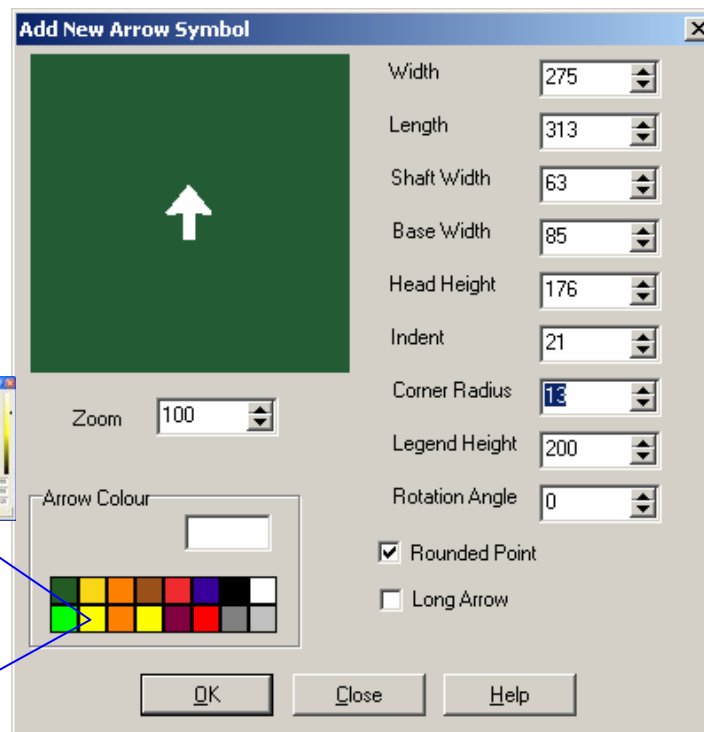 Add New Arrow Symbol
Width 275
Length 313
Shaft Width 63
Base Width 85
Head Height 176
Indent 21
Corner Radius 13
Zoom 100
Legend Height 200
Arrow Colour
Rotation Angle 0
Rounded Point
Long Arrow
OK Close Help